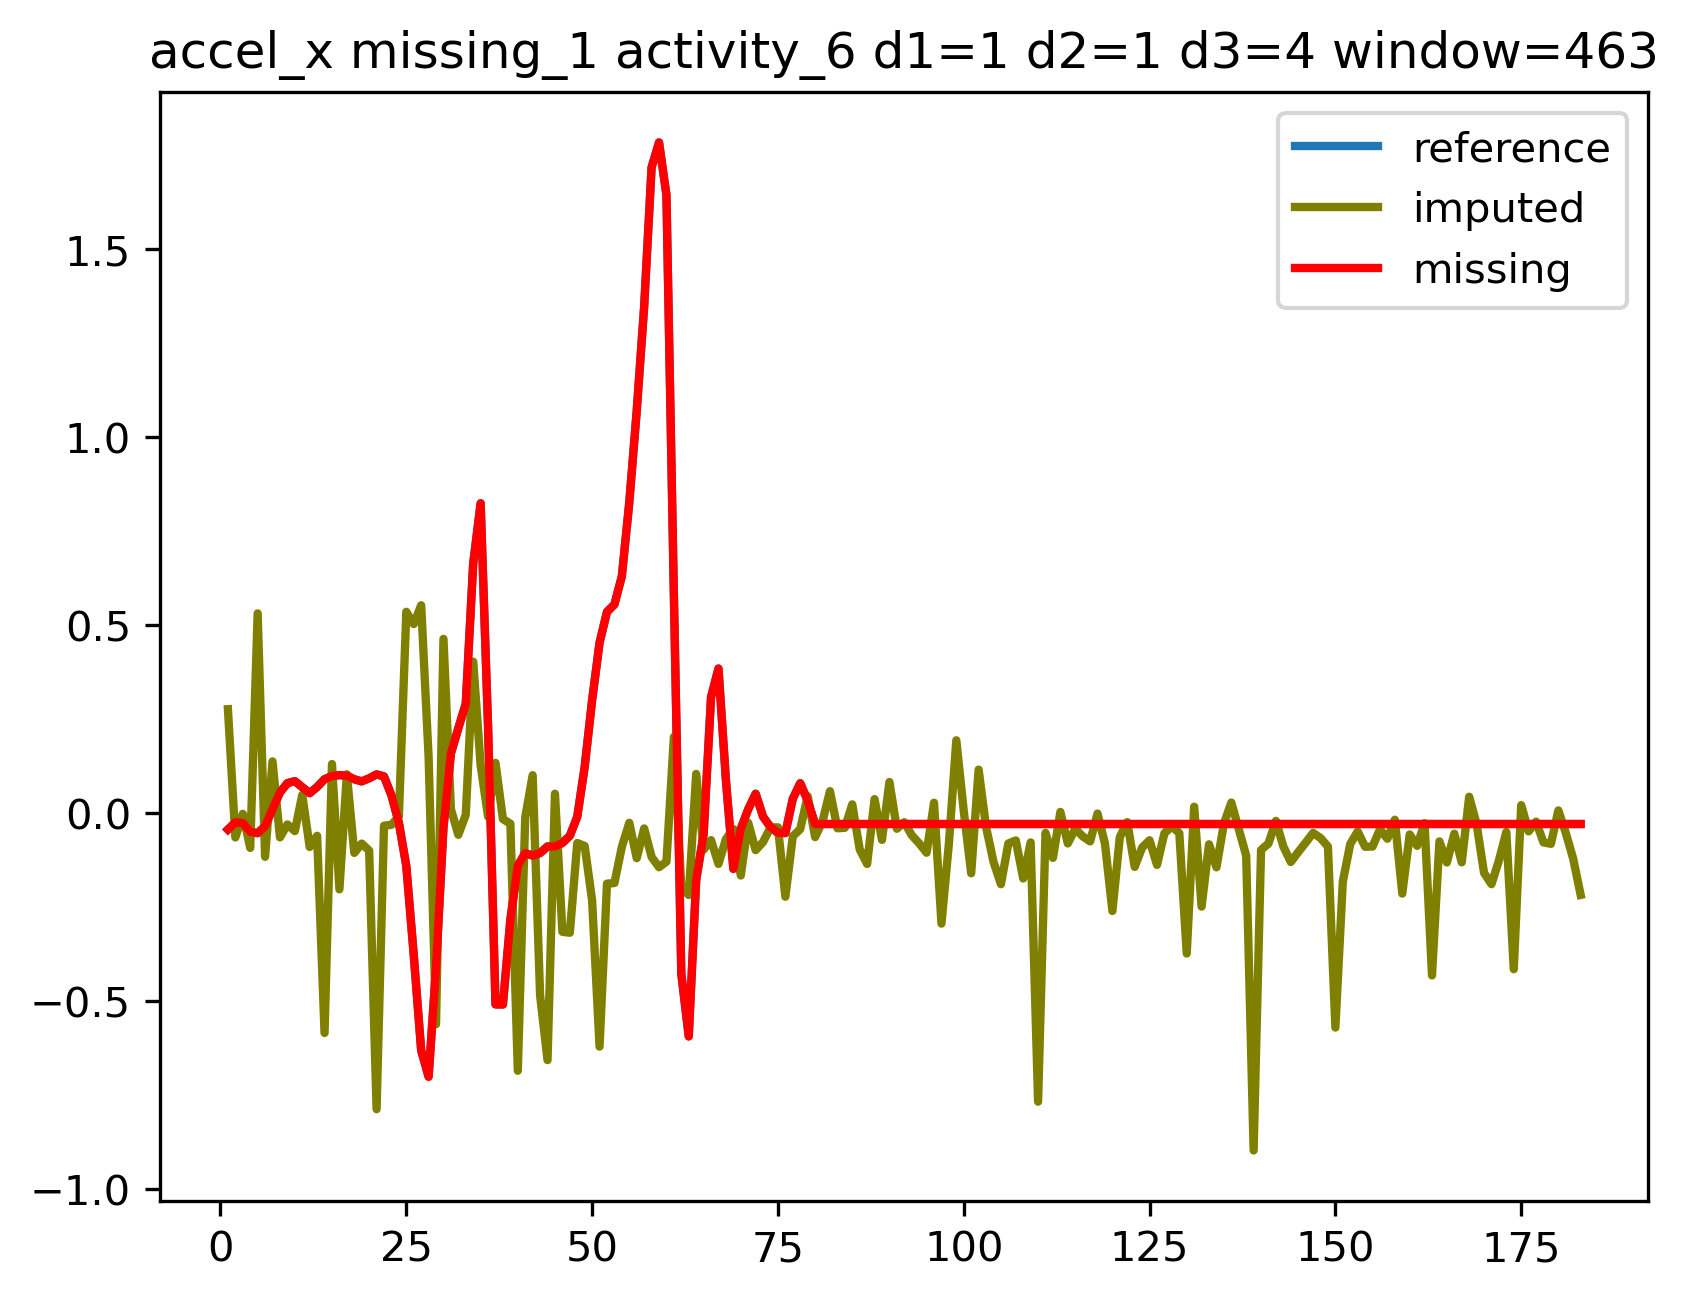 accel_x missing_1 activity_6 d1=1 d2=1 d3=4 window=463
reference
imputed
missing
1.5
1.0
0.5
0.0
−0.5
−1.0
0 25 50 75 100 125 150 175